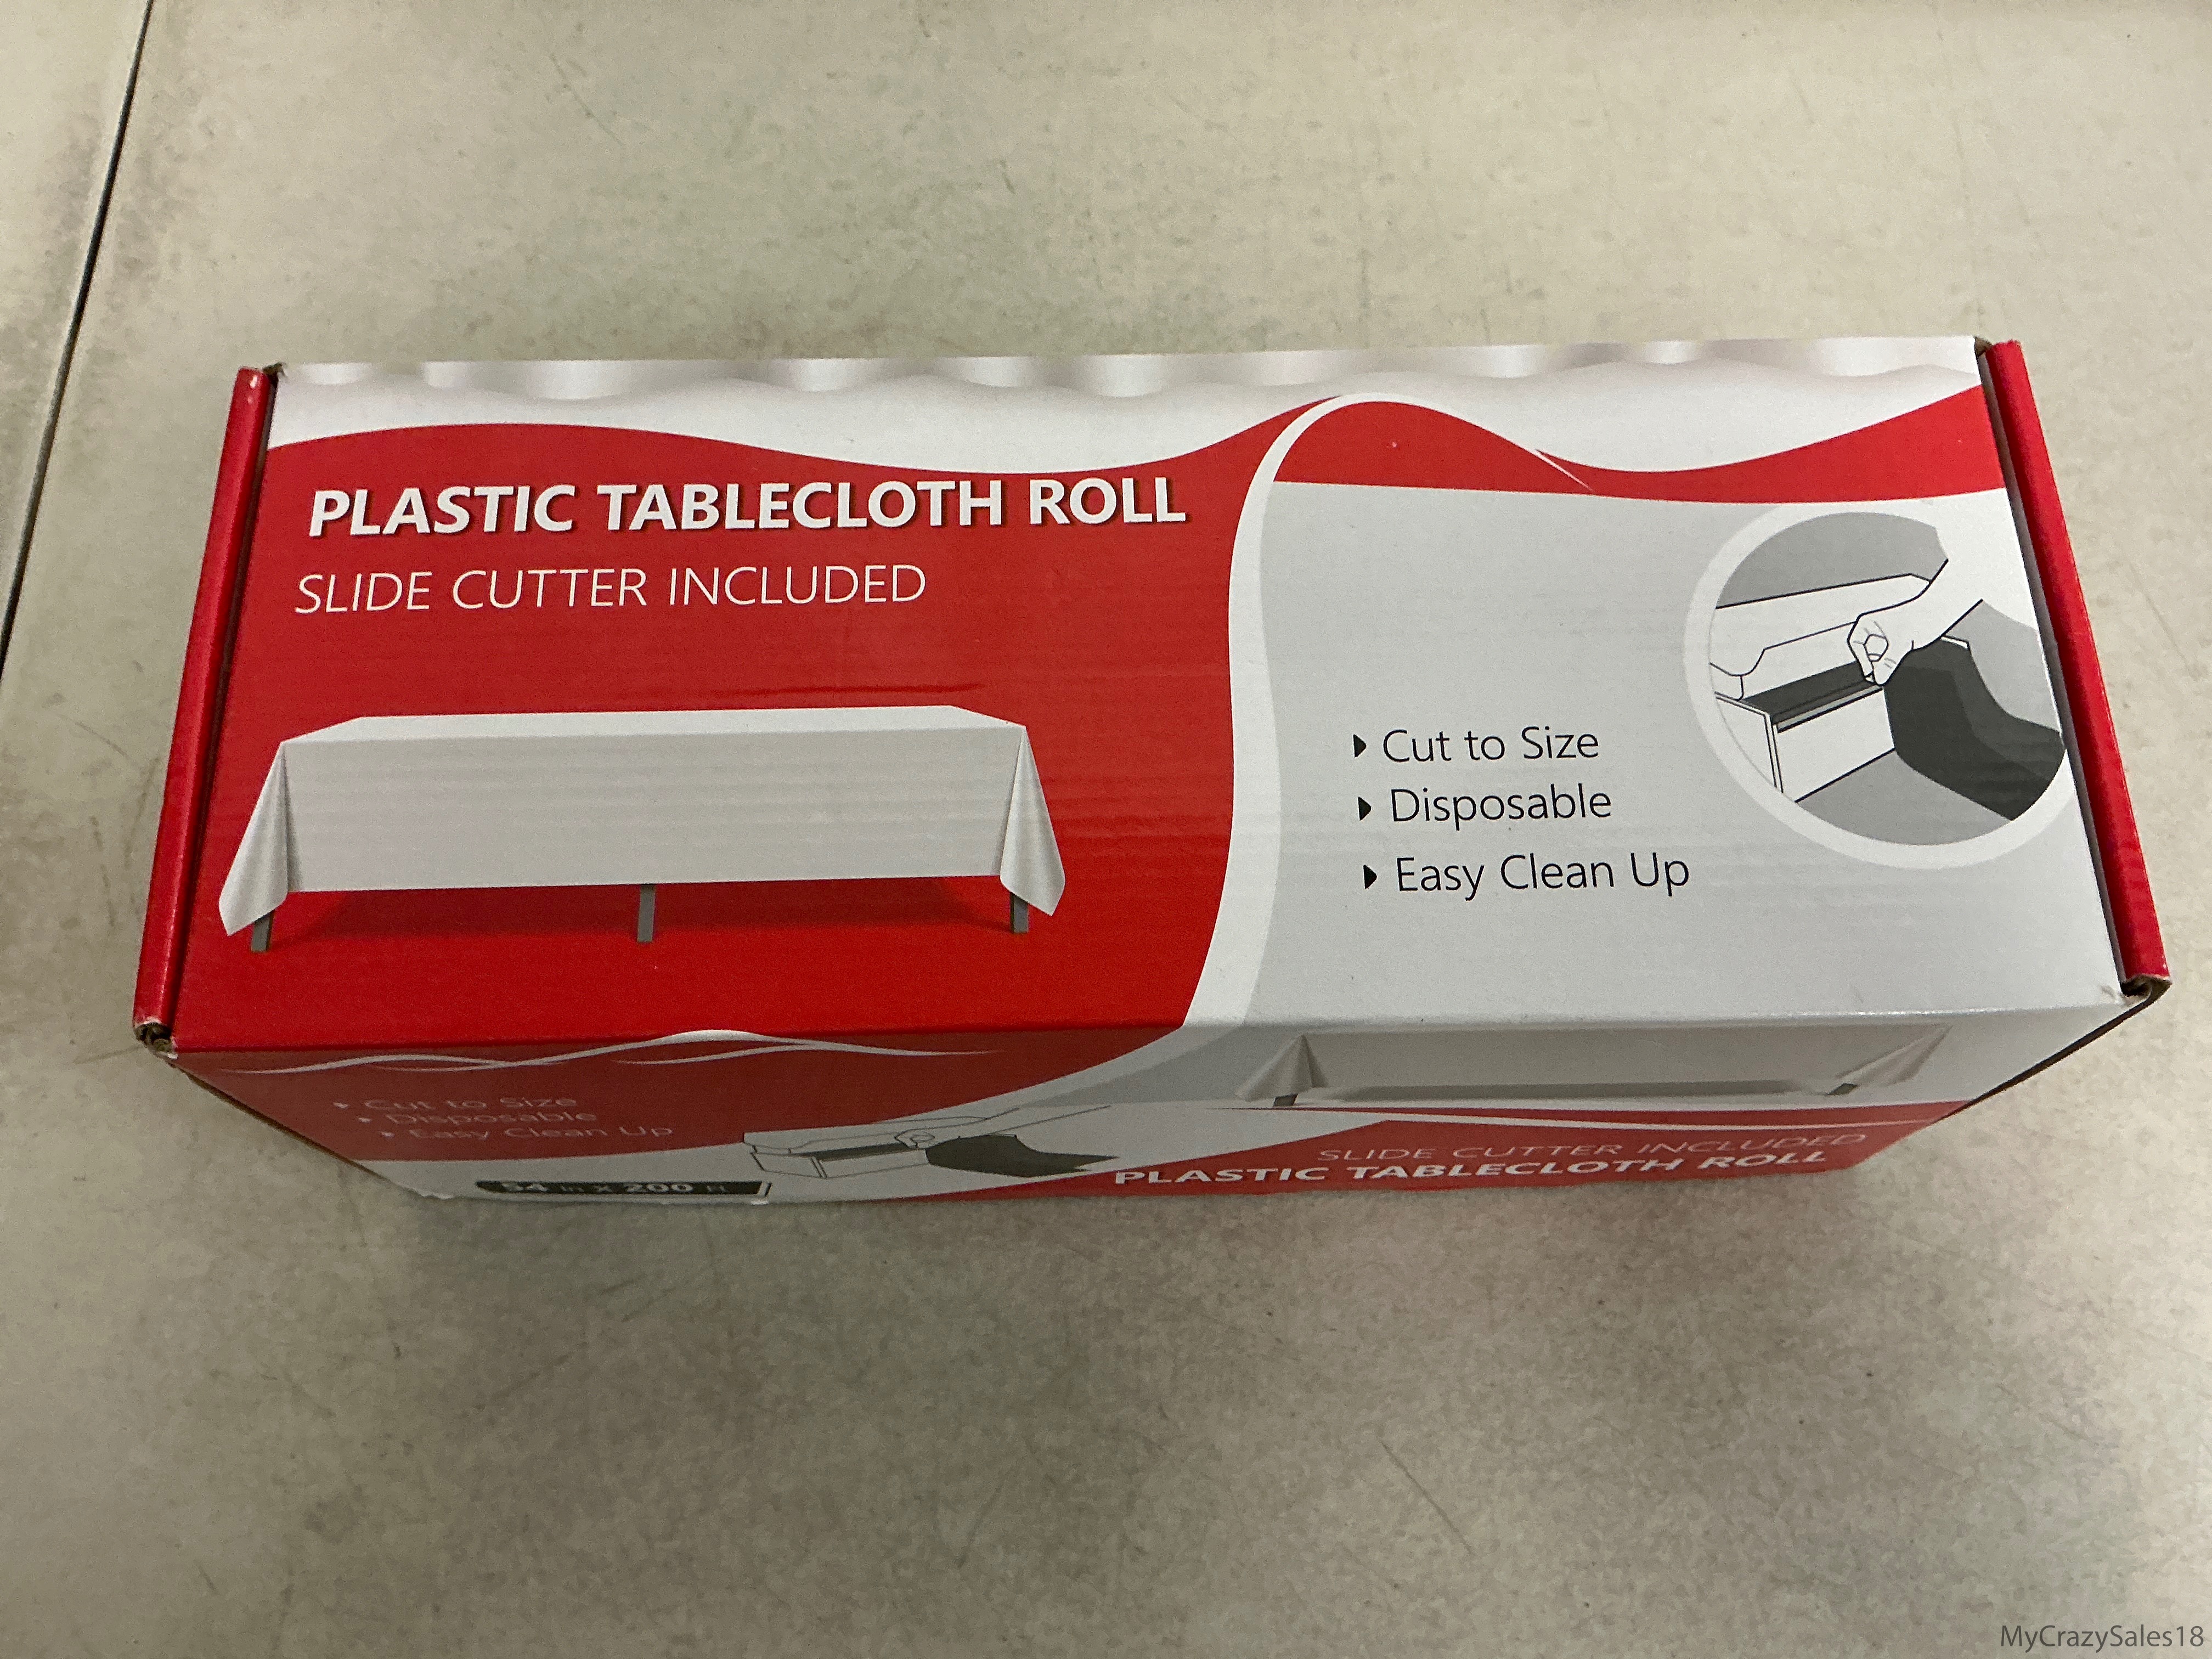 PLASTIC TABLECLOTH ROLL
SLIDE CUTTER INCLUDED
Cut to Size
Disposable
Easy Clean Up
Cut to Size
Disposable
Easy Clean Up
54 in x 200 Ft
SLIDE CUTTER INCLUDED
PLASTIC TABLECLOTH ROLL
MyCrazySales18